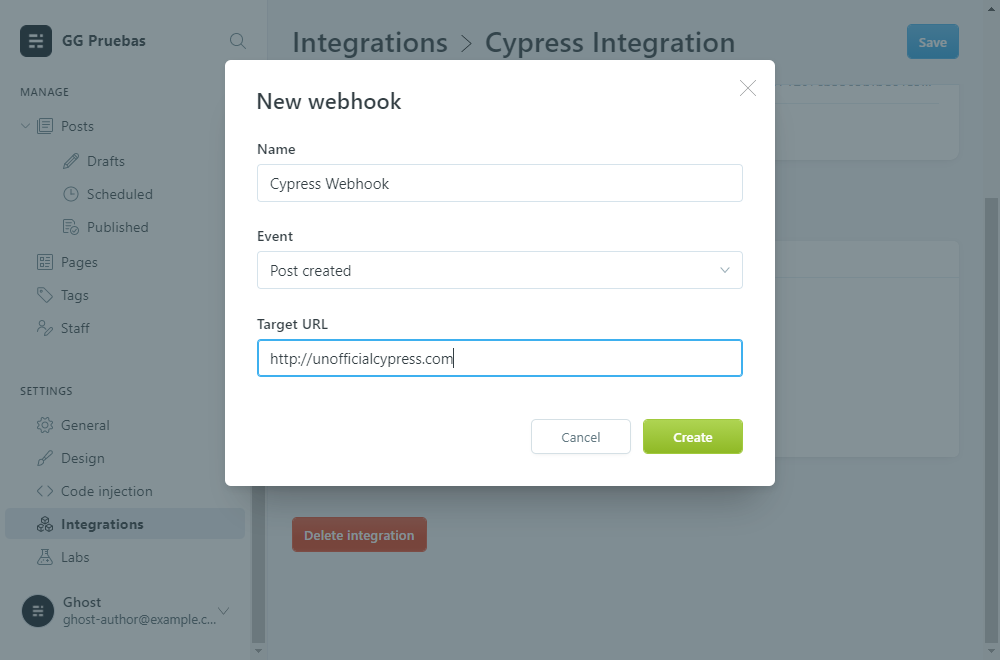 GG Pruebas
MANAGE
Posts
Drafts
Scheduled
Published
Pages
Tags
Staff
SETTINGS
General
Design
Code injection
Integrations
Labs
Ghost
ghost-author@example.c...
Integrations > Cypress Integration
Save
New webhook
Name
Cypress Webhook
Event
Post created
Target URL
http://unofficialcypress.com
Cancel
Create
Delete integration